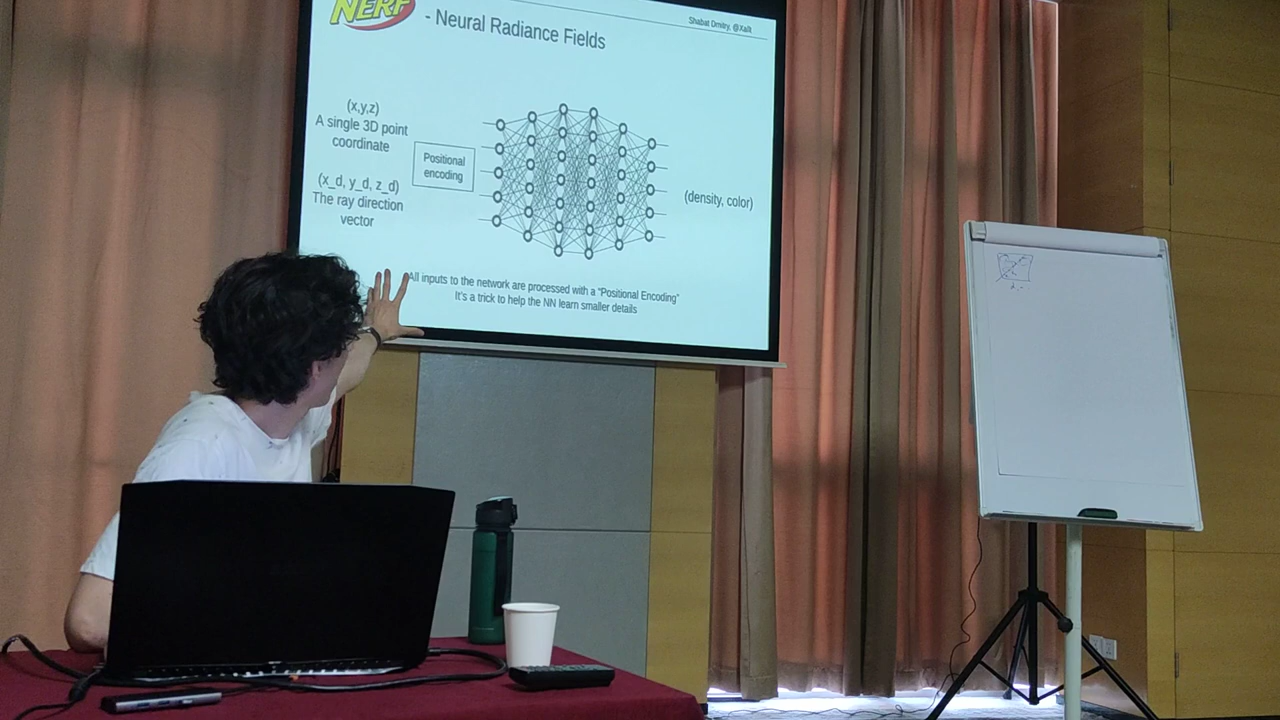 NERF
- Neural Radiance Fields
Shabat Dmitry, @Xallt
(x,y,z)
A single 3D point
coordinate
(x_d, y_d, z_d)
The ray direction
vector
Positional
encoding
(density, color)
All inputs to the network are processed with a "Positional Encoding"
It's a trick to help the NN learn smaller details